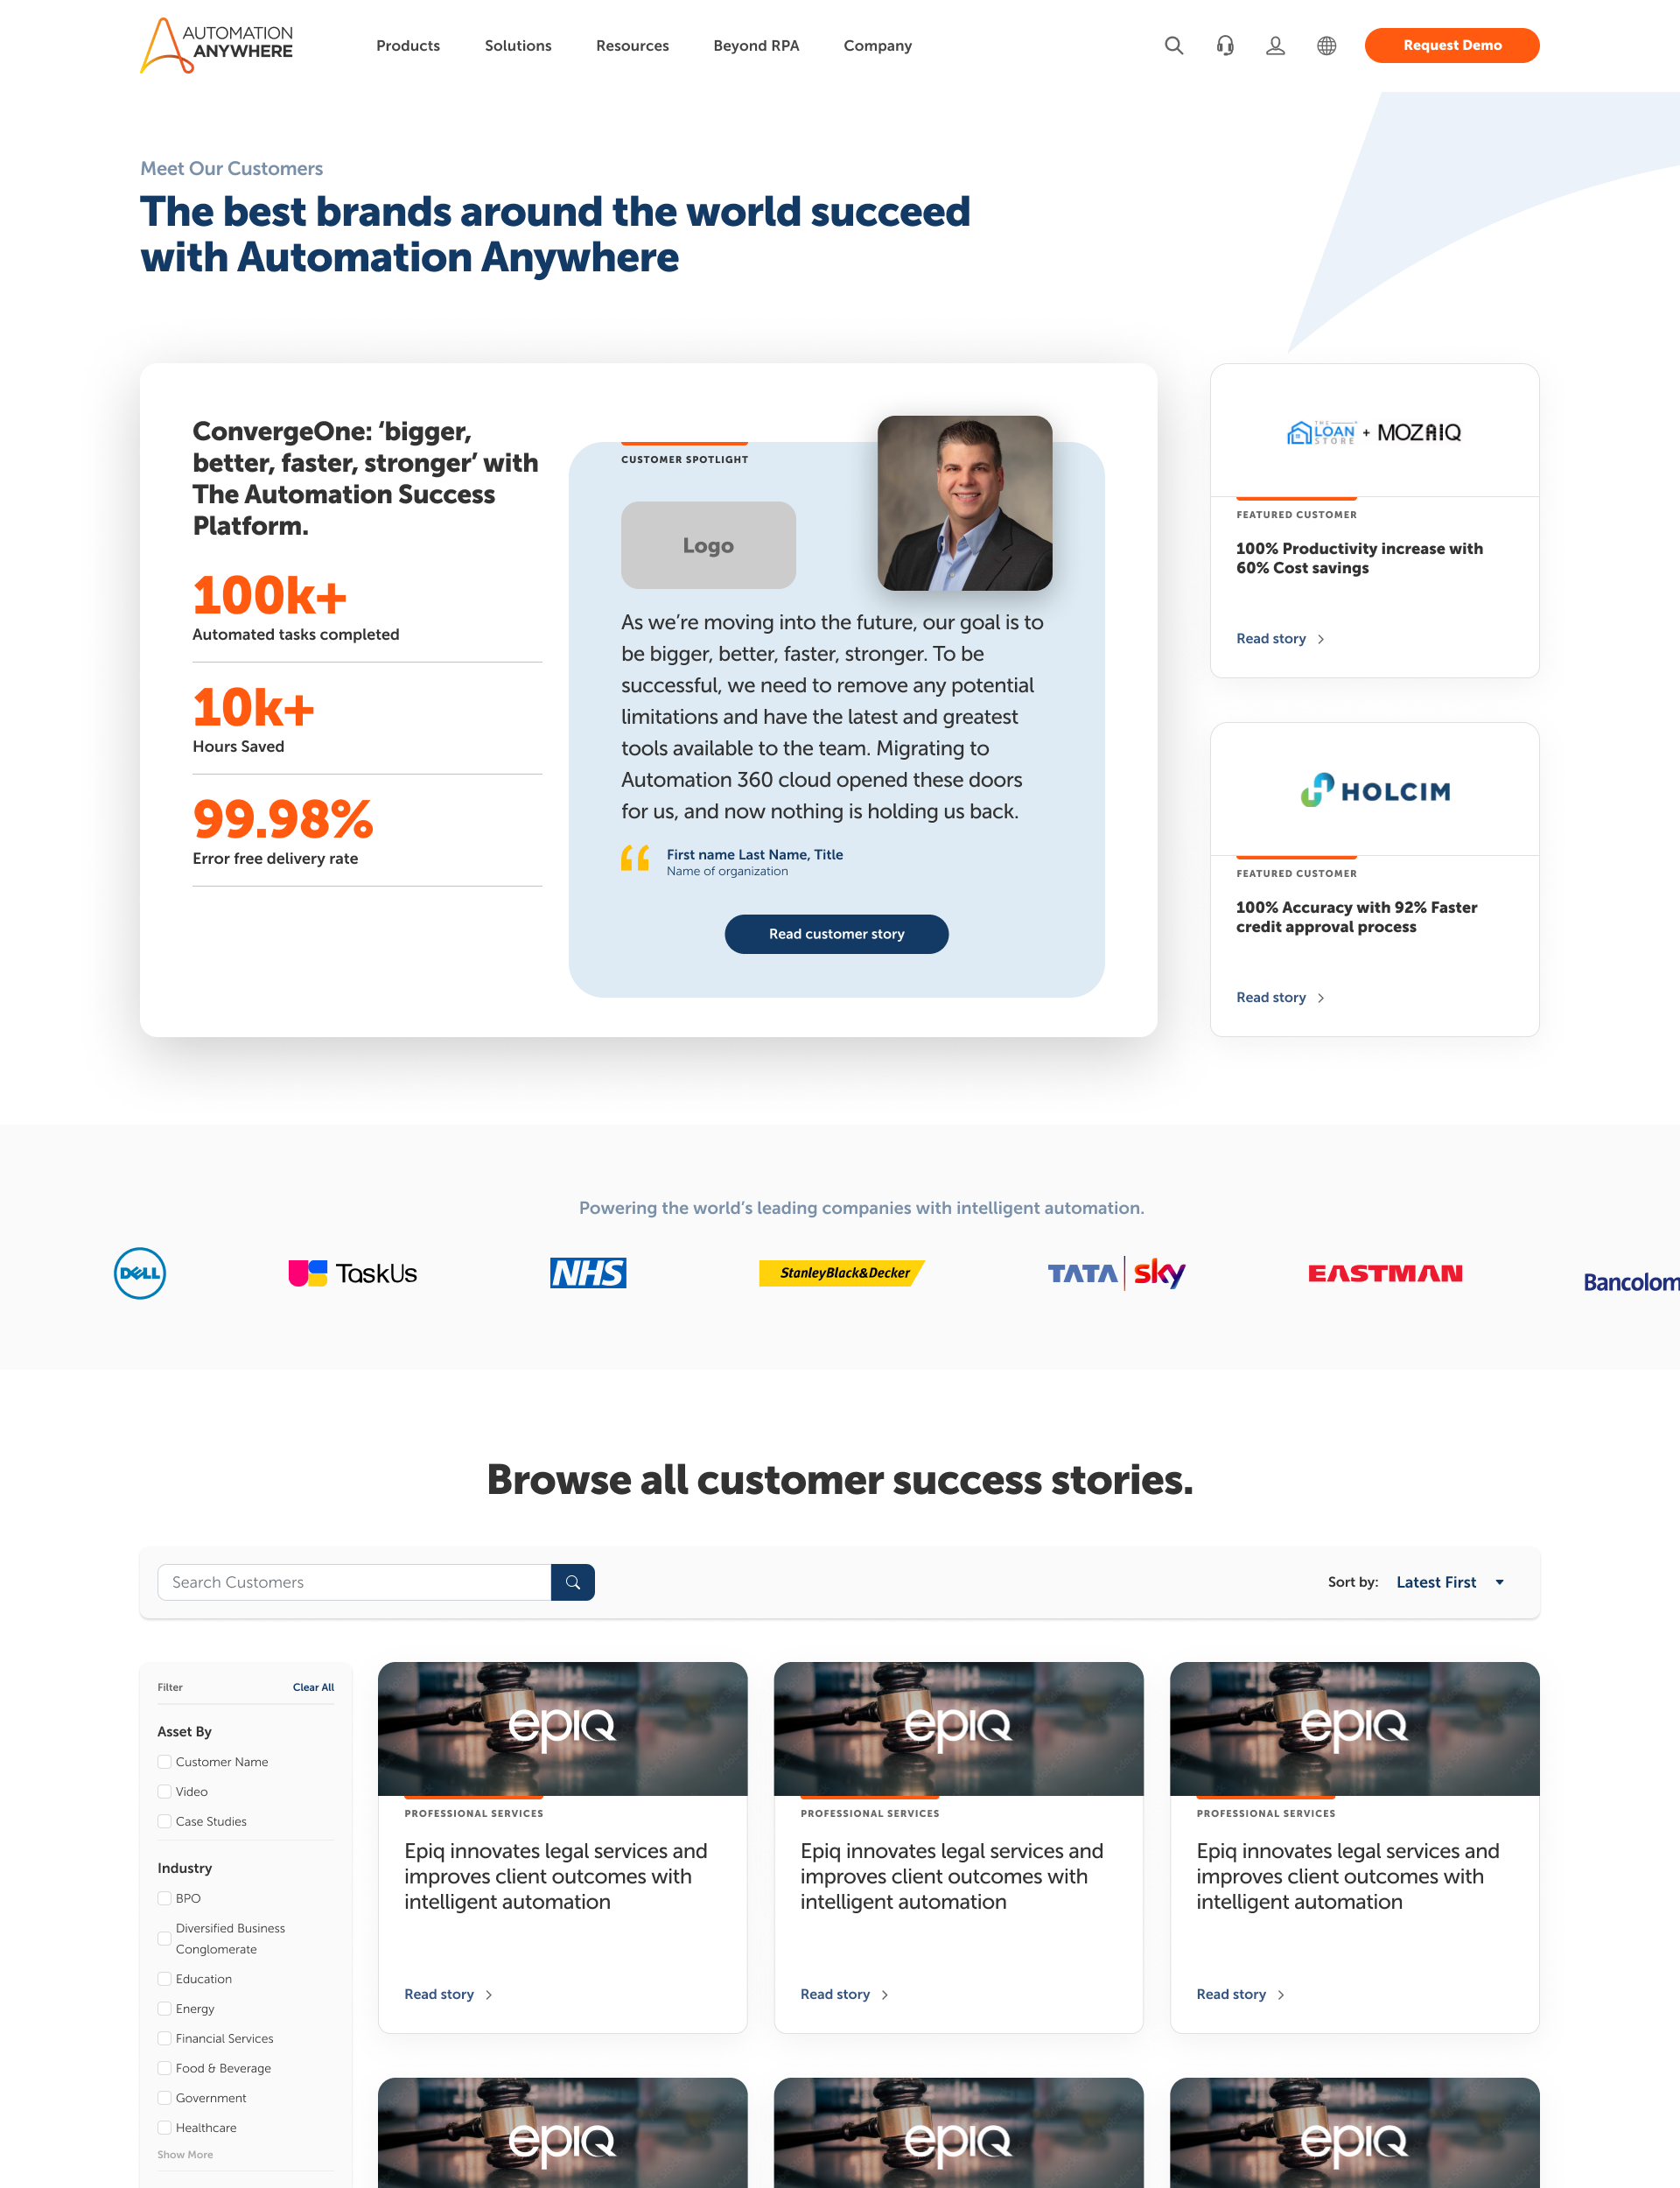 AUTOMATION
ANYWHERE
Products
Solutions
Resources
Beyond RPA
Company
Request Demo
Meet Our Customers
The best brands around the world succeed
with Automation Anywhere
ConvergeOne: ‘bigger,
better, faster, stronger’ with
The Automation Success
Platform.
100k+
Automated tasks completed
10k+
Hours Saved
99.98%
Error free delivery rate
CUSTOMER SPOTLIGHT
Logo
As we’re moving into the future, our goal is to
be bigger, better, faster, stronger. To be
successful, we need to remove any potential
limitations and have the latest and greatest
tools available to the team. Migrating to
Automation 360 cloud opened these doors
for us, and now nothing is holding us back.
First name Last Name, Title
Name of organization
Read customer story
THE
LOAN
STORE
+ MOZAIQ
FEATURED CUSTOMER
100% Productivity increase with
60% Cost savings
Read story
HOLCIM
FEATURED CUSTOMER
100% Accuracy with 92% Faster
credit approval process
Read story
Powering the world’s leading companies with intelligent automation.
DELL
TaskUs
NHS
StanleyBlack&Decker
TATA sky
EASTMAN
Bancolom
Browse all customer success stories.
Search Customers
Sort by: Latest First
Filter
Clear All
Asset By
Customer Name
Video
Case Studies
Industry
BPO
Diversified Business
Conglomerate
Education
Energy
Financial Services
Food & Beverage
Government
Healthcare
Show More
epiq
PROFESSIONAL SERVICES
Epiq innovates legal services and
improves client outcomes with
intelligent automation
Read story
epiq
PROFESSIONAL SERVICES
Epiq innovates legal services and
improves client outcomes with
intelligent automation
Read story
epiq
PROFESSIONAL SERVICES
Epiq innovates legal services and
improves client outcomes with
intelligent automation
Read story
epiq
epiq
epiq